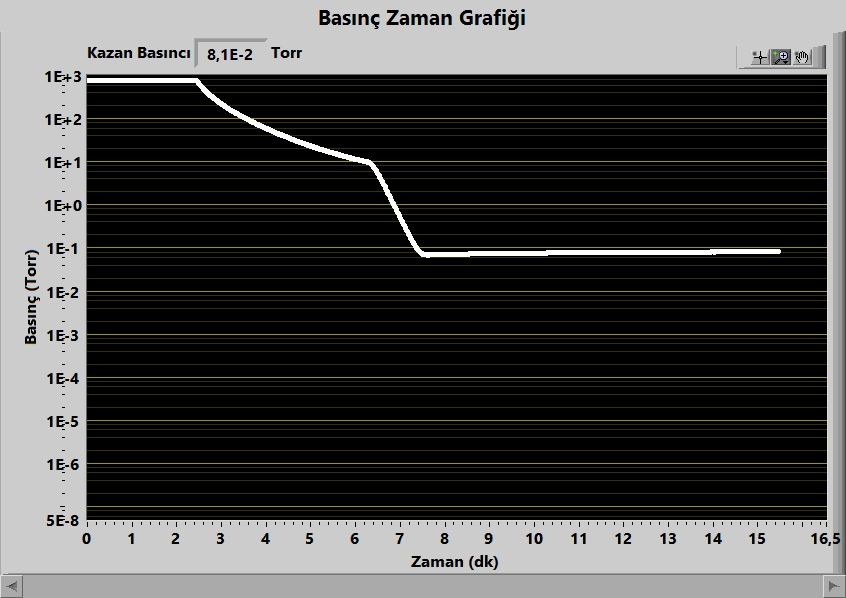 Basınç Zaman Grafiği
Kazan Basıncı 8,1E-2 Torr
1E+3
1E+2
1E+1
1E+0
1E-1
1E-2
1E-3
1E-4
1E-5
1E-6
5E-8
Basınç (Torr)
0 1 2 3 4 5 6 7 8 9 10 11 12 13 14 15 16,5
Zaman (dk)